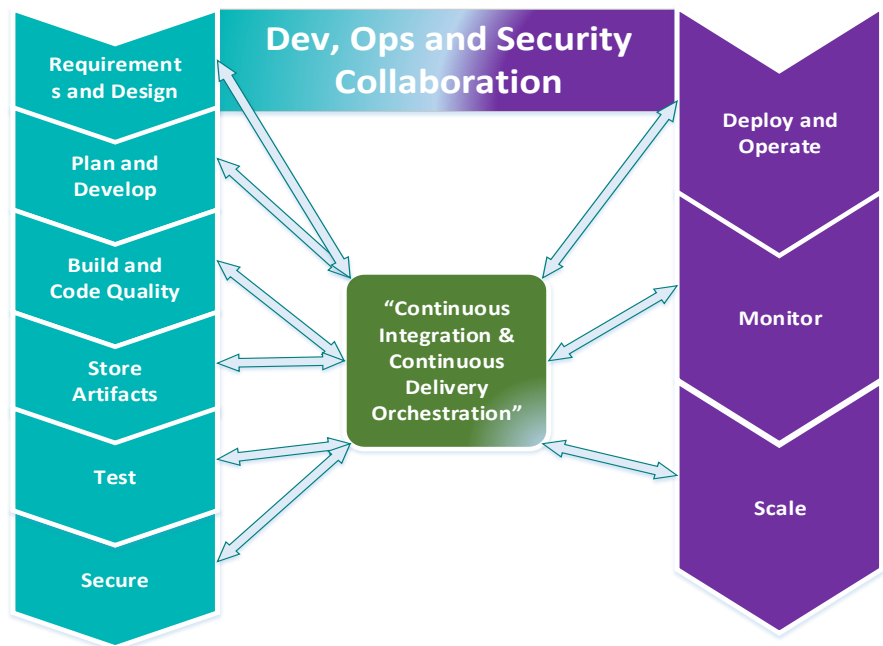 Dev, Ops and Security
Collaboration
Requirement
s and Design
Plan and
Develop
Build and
Code Quality
Store
Artifacts
Test
Secure
“Continuous
Integration &
Continuous
Delivery
Orchestration”
Deploy and
Operate
Monitor
Scale